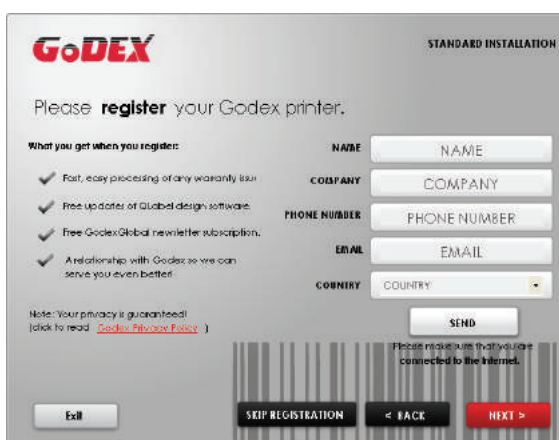 GoDEX
STANDARD INSTALLATION
Please register your Godex printer.
What you get when you register:
Fast, easy processing of any warranty issue
Free updates of QLabel design software.
Free GodexGlobal newsletter subscription.
A relationship with Godex so we can
serve you even better!
Note: Your privacy is guaranteed!
(click to read Godex Privacy Policy )
NAME NAME
COMPANY COMPANY
PHONE NUMBER PHONE NUMBER
EMAIL EMAIL
COUNTRY COUNTRY
SEND
Please make sure that you are
connected to the Internet.
Exit
SKIP REGISTRATION
< BACK
NEXT >